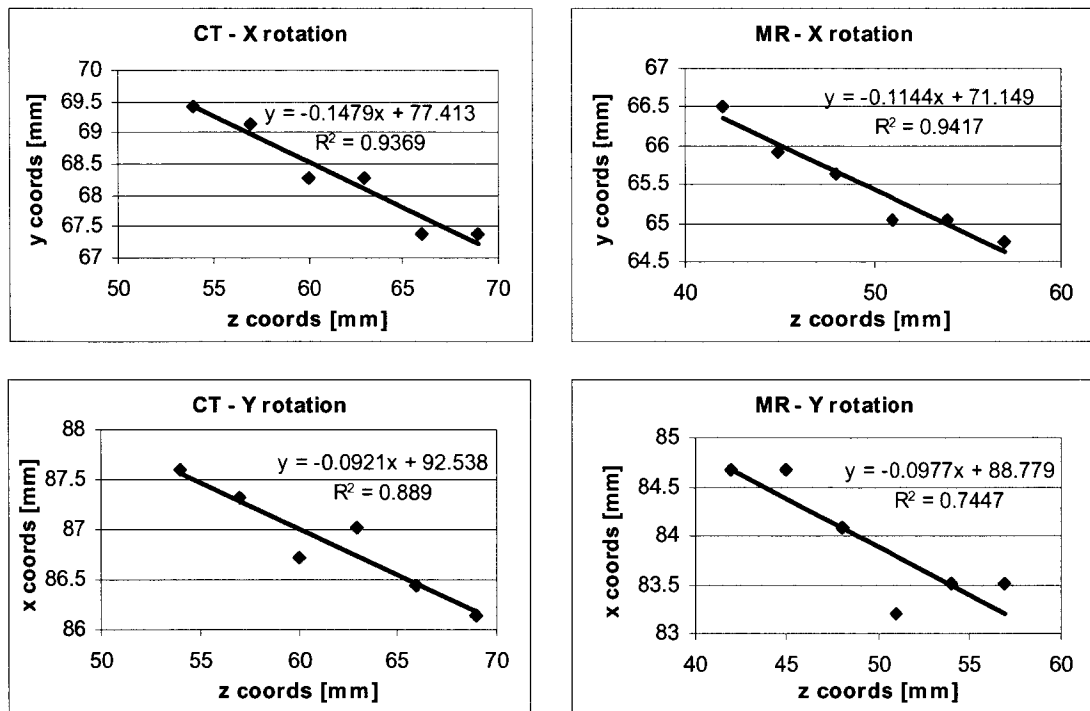 CT - X rotation
70
69.5
69
68.5
68
67.5
67
y coords [mm]
y = -0.1479x + 77.413
R² = 0.9369
50
55
60
65
70
z coords [mm]
MR - X rotation
67
66.5
66
65.5
65
64.5
y coords [mm]
y = -0.1144x + 71.149
R² = 0.9417
40
50
60
z coords [mm]
CT - Y rotation
88
87.5
87
86.5
86
x coords [mm]
y = -0.0921x + 92.538
R² = 0.889
50
55
60
65
70
z coords [mm]
MR - Y rotation
85
84.5
84
83.5
83
x coords [mm]
y = -0.0977x + 88.779
R² = 0.7447
40
45
50
55
60
z coords [mm]